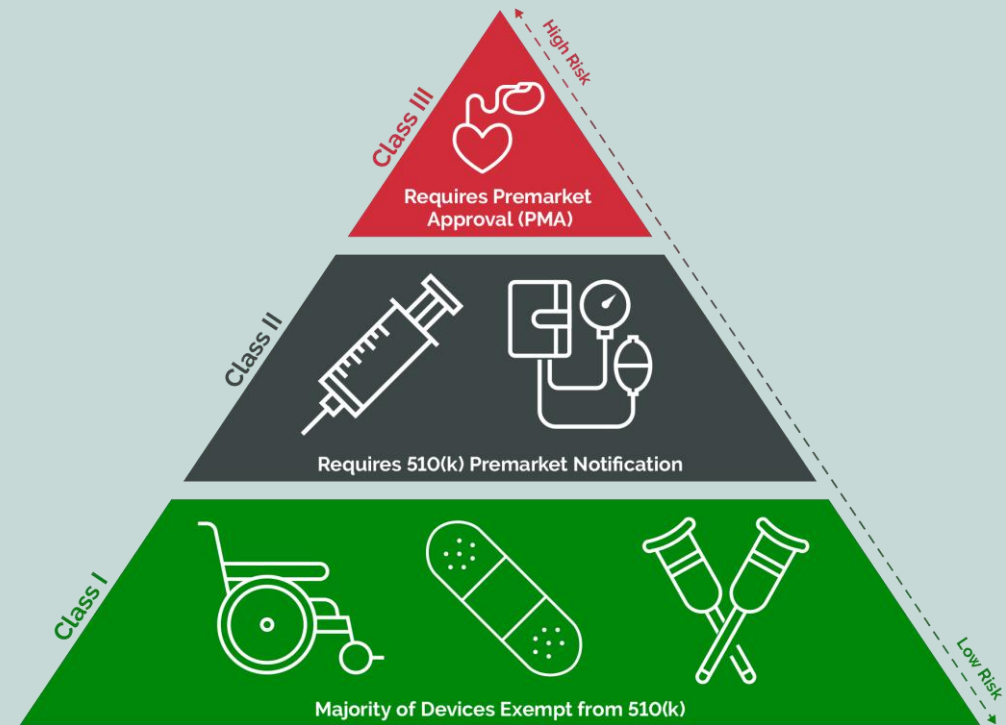 High Risk
Class III
Requires Premarket
Approval (PMA)
Class II
Requires 510(k) Premarket Notification
Class I
Low Risk
Majority of Devices Exempt from 510(k)